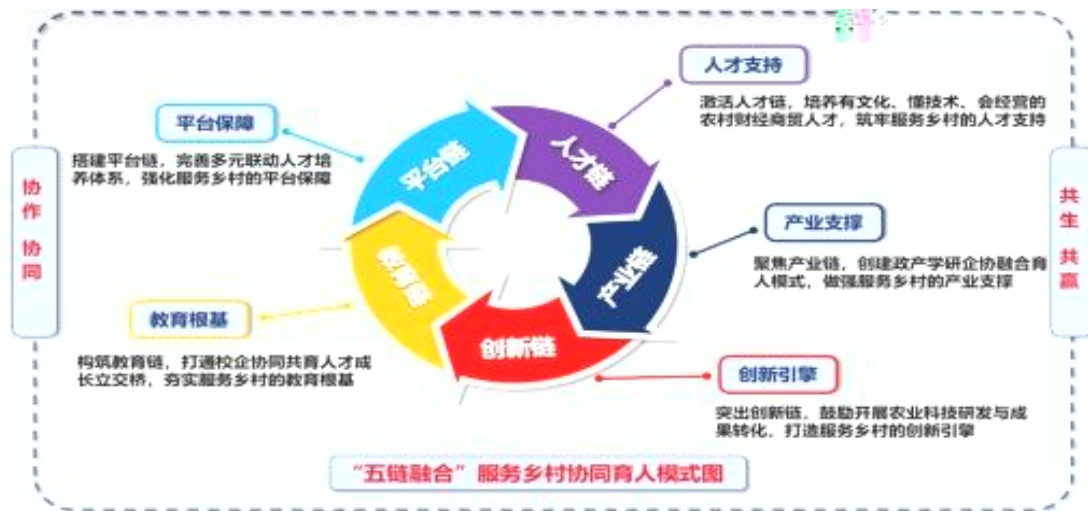 人才支持
激活人才链，培养有文化、懂技术、会经营的
农村财经商贸人才，筑牢服务乡村的人才支持
平台保障
搭建平台链，完善多元联动人才培
养体系，强化服务乡村的平台保障
平台链
人才链
协作 协同
共生 共赢
产业支撑
聚焦产业链，创建政产学研企协融合育
人模式，做强服务乡村的产业支撑
教育链
产业链
创新链
教育根基
构筑教育链，打通校企协同共育人才成
长立交桥，夯实服务乡村的教育根基
创新引擎
突出创新链，鼓励开展农业科技研发与成
果转化，打造服务乡村的创新引擎
“五链融合”服务乡村协同育人模式图